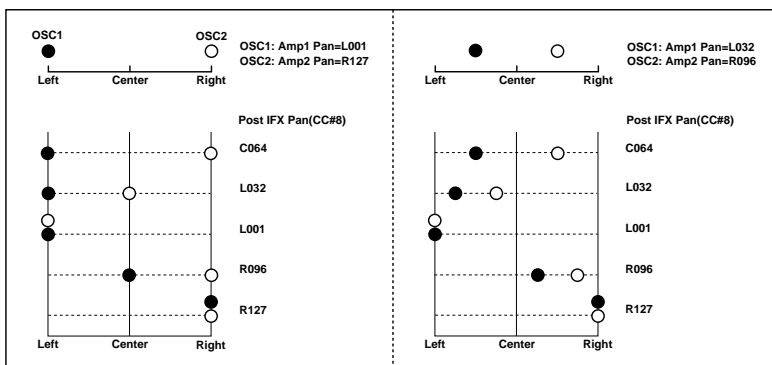 OSC1 OSC2
OSC1: Amp1 Pan=L001
OSC2: Amp2 Pan=R127
Left Center Right
Post IFX Pan(CC#8)
C064
L032
L001
R096
R127
Left Center Right
OSC1: Amp1 Pan=L032
OSC2: Amp2 Pan=R096
Left Center Right
Post IFX Pan(CC#8)
C064
L032
L001
R096
R127
Left Center Right